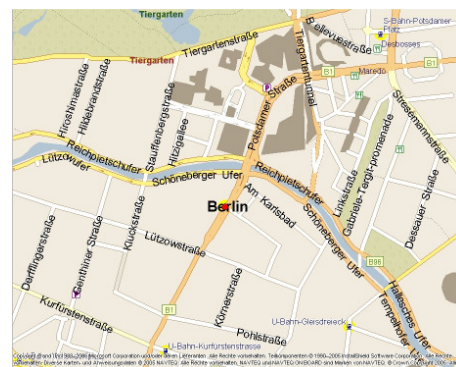 Tiergarten
Bellevuestraße
S-Bahn-Potsdamer
Platz
Desbosses
Tiergartenstraße
Tiergarten
B1
B1
Maredo
Hiroshimastraße
Hildebrandstraße
Stauffenbergstraße
Hitzigallee
Potsdamer Straße
Tiergartentunnel
Stresemannstraße
Reichpietschufer
Lützowufer
Schöneberger Ufer
Reichpietschufer
Linkstraße
Gabriele-Tergit-promenade
Dessauer Straße
Am Karlsbad
Berlin
Schöneberger Ufer
Derfflingerstraße
Genthiner Straße
Kluckstraße
Lützowstraße
B96
Körnerstraße
Hallesches Ufer
Tempelhofer U
Kurfürstenstraße
B1
U-Bahn-Gleisdreieck
Pohlstraße
U-Bahn-Kurfürstenstrasse